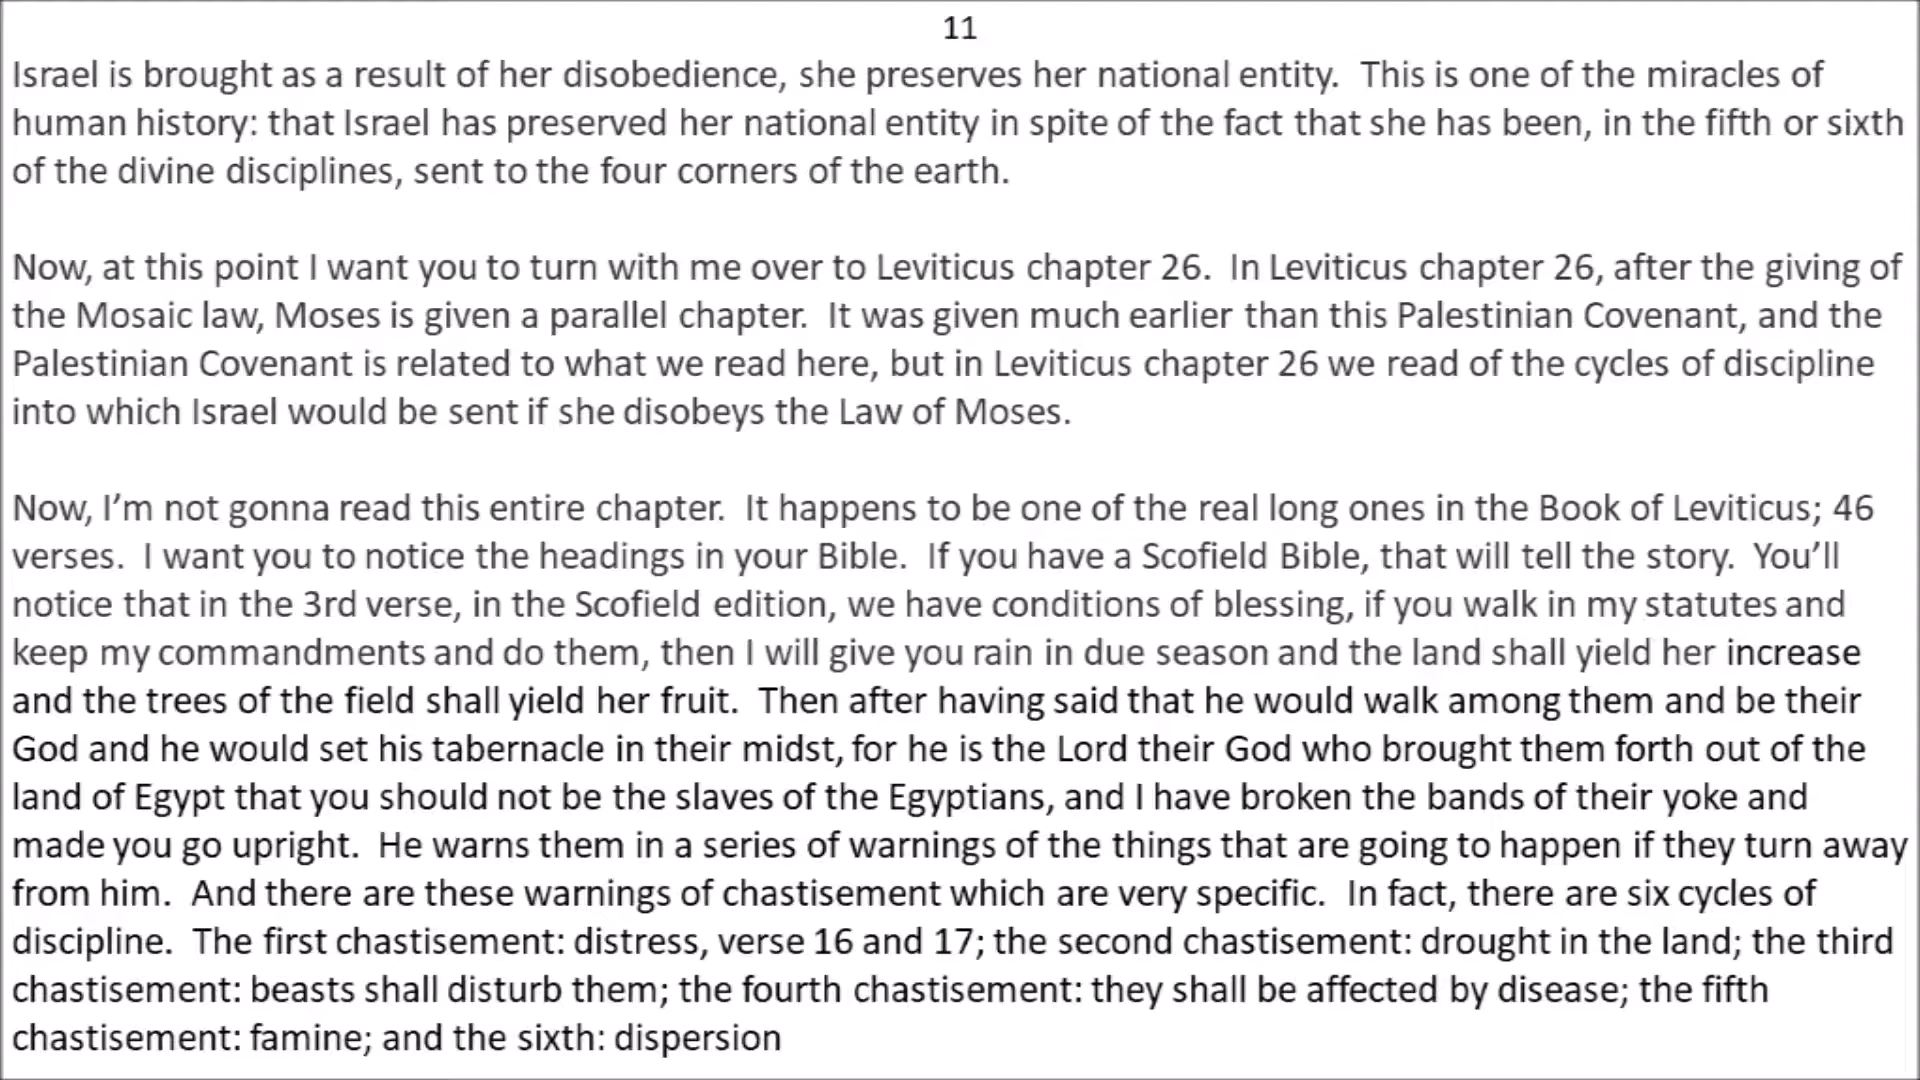 11
Israel is brought as a result of her disobedience, she preserves her national entity.  This is one of the miracles of
human history: that Israel has preserved her national entity in spite of the fact that she has been, in the fifth or sixth
of the divine disciplines, sent to the four corners of the earth.
Now, at this point I want you to turn with me over to Leviticus chapter 26.  In Leviticus chapter 26, after the giving of
the Mosaic law, Moses is given a parallel chapter.  It was given much earlier than this Palestinian Covenant, and the
Palestinian Covenant is related to what we read here, but in Leviticus chapter 26 we read of the cycles of discipline
into which Israel would be sent if she disobeys the Law of Moses.
Now, I’m not gonna read this entire chapter.  It happens to be one of the real long ones in the Book of Leviticus; 46
verses.  I want you to notice the headings in your Bible.  If you have a Scofield Bible, that will tell the story.  You’ll
notice that in the 3rd verse, in the Scofield edition, we have conditions of blessing, if you walk in my statutes and
keep my commandments and do them, then I will give you rain in due season and the land shall yield her increase
and the trees of the field shall yield her fruit.  Then after having said that he would walk among them and be their
God and he would set his tabernacle in their midst, for he is the Lord their God who brought them forth out of the
land of Egypt that you should not be the slaves of the Egyptians, and I have broken the bands of their yoke and
made you go upright.  He warns them in a series of warnings of the things that are going to happen if they turn away
from him.  And there are these warnings of chastisement which are very specific.  In fact, there are six cycles of
discipline.  The first chastisement: distress, verse 16 and 17; the second chastisement: drought in the land; the third
chastisement: beasts shall disturb them; the fourth chastisement: they shall be affected by disease; the fifth
chastisement: famine; and the sixth: dispersion